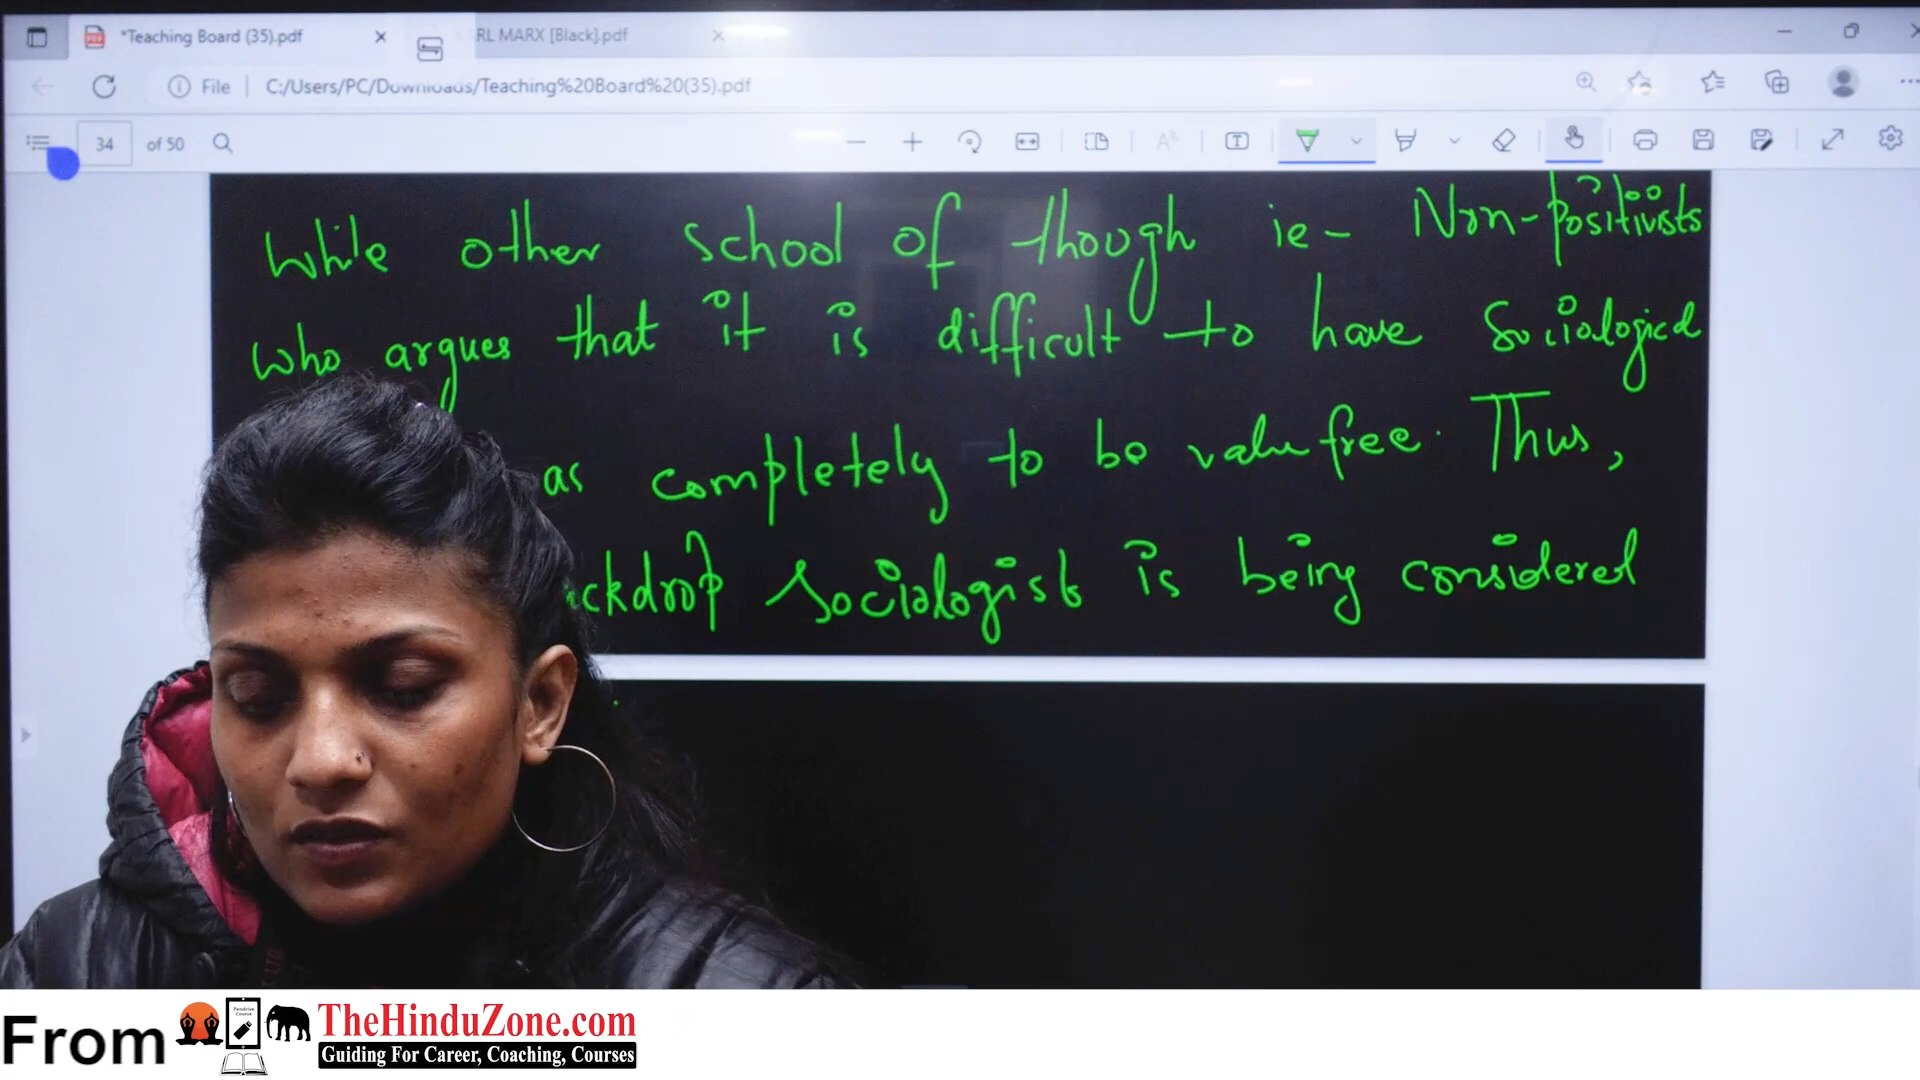 *Teaching Board (35).pdf
RL MARX [Black].pdf
File
C:/Users/PC/Downloads/Teaching%20Board%20(35).pdf
34 of 50
While other school of though ie - Non-positivists
who argues that it is difficult to have sociological
as completely to be value free. Thus,
ckdrop sociologists is being considered
From TheHinduZone.com
Guiding For Career, Coaching, Courses